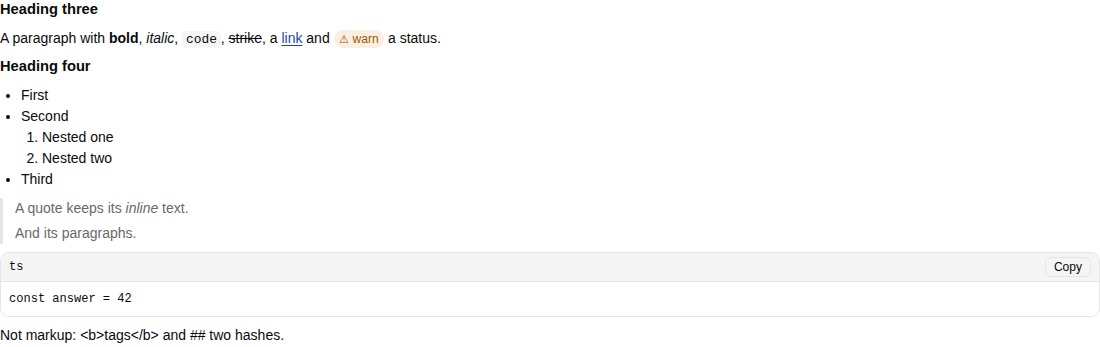 Heading three
A paragraph with bold, italic, code, strike, a link and ⚠ warn a status.
Heading four
• First
• Second
1. Nested one
2. Nested two
• Third
A quote keeps its inline text.
And its paragraphs.
ts Copy
const answer = 42
Not markup: <b>tags</b> and ## two hashes.